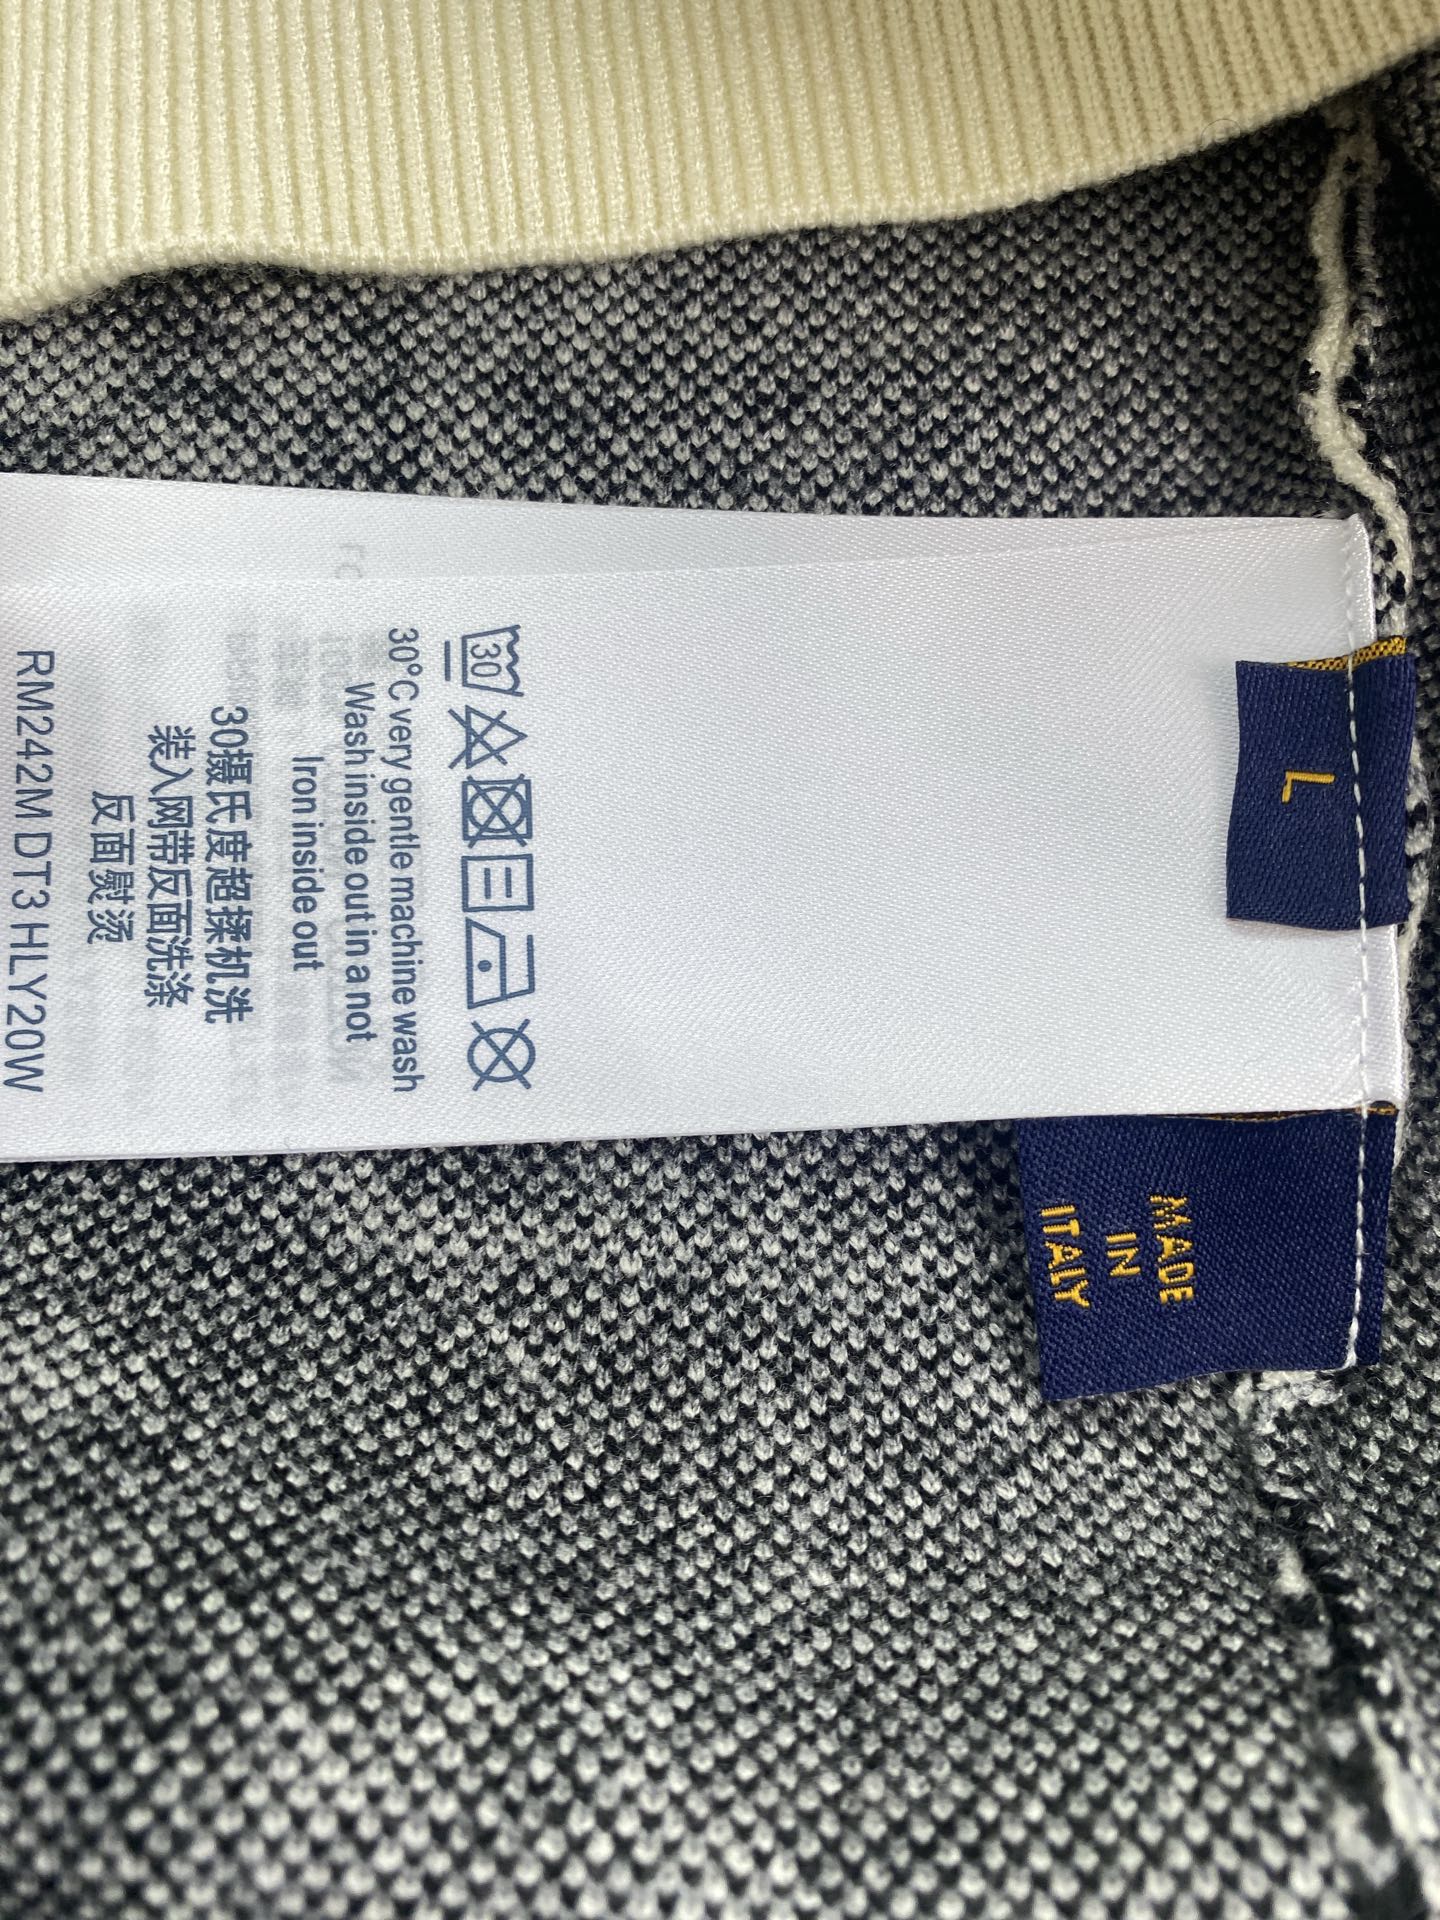 L
30
30°C very gentle machine wash
Wash inside out in a not
Iron inside out
30摄氏度超揉机洗
装入网带反面洗涤
反面熨烫
RM242M DT3 HLY20W
MADE
IN
ITALY